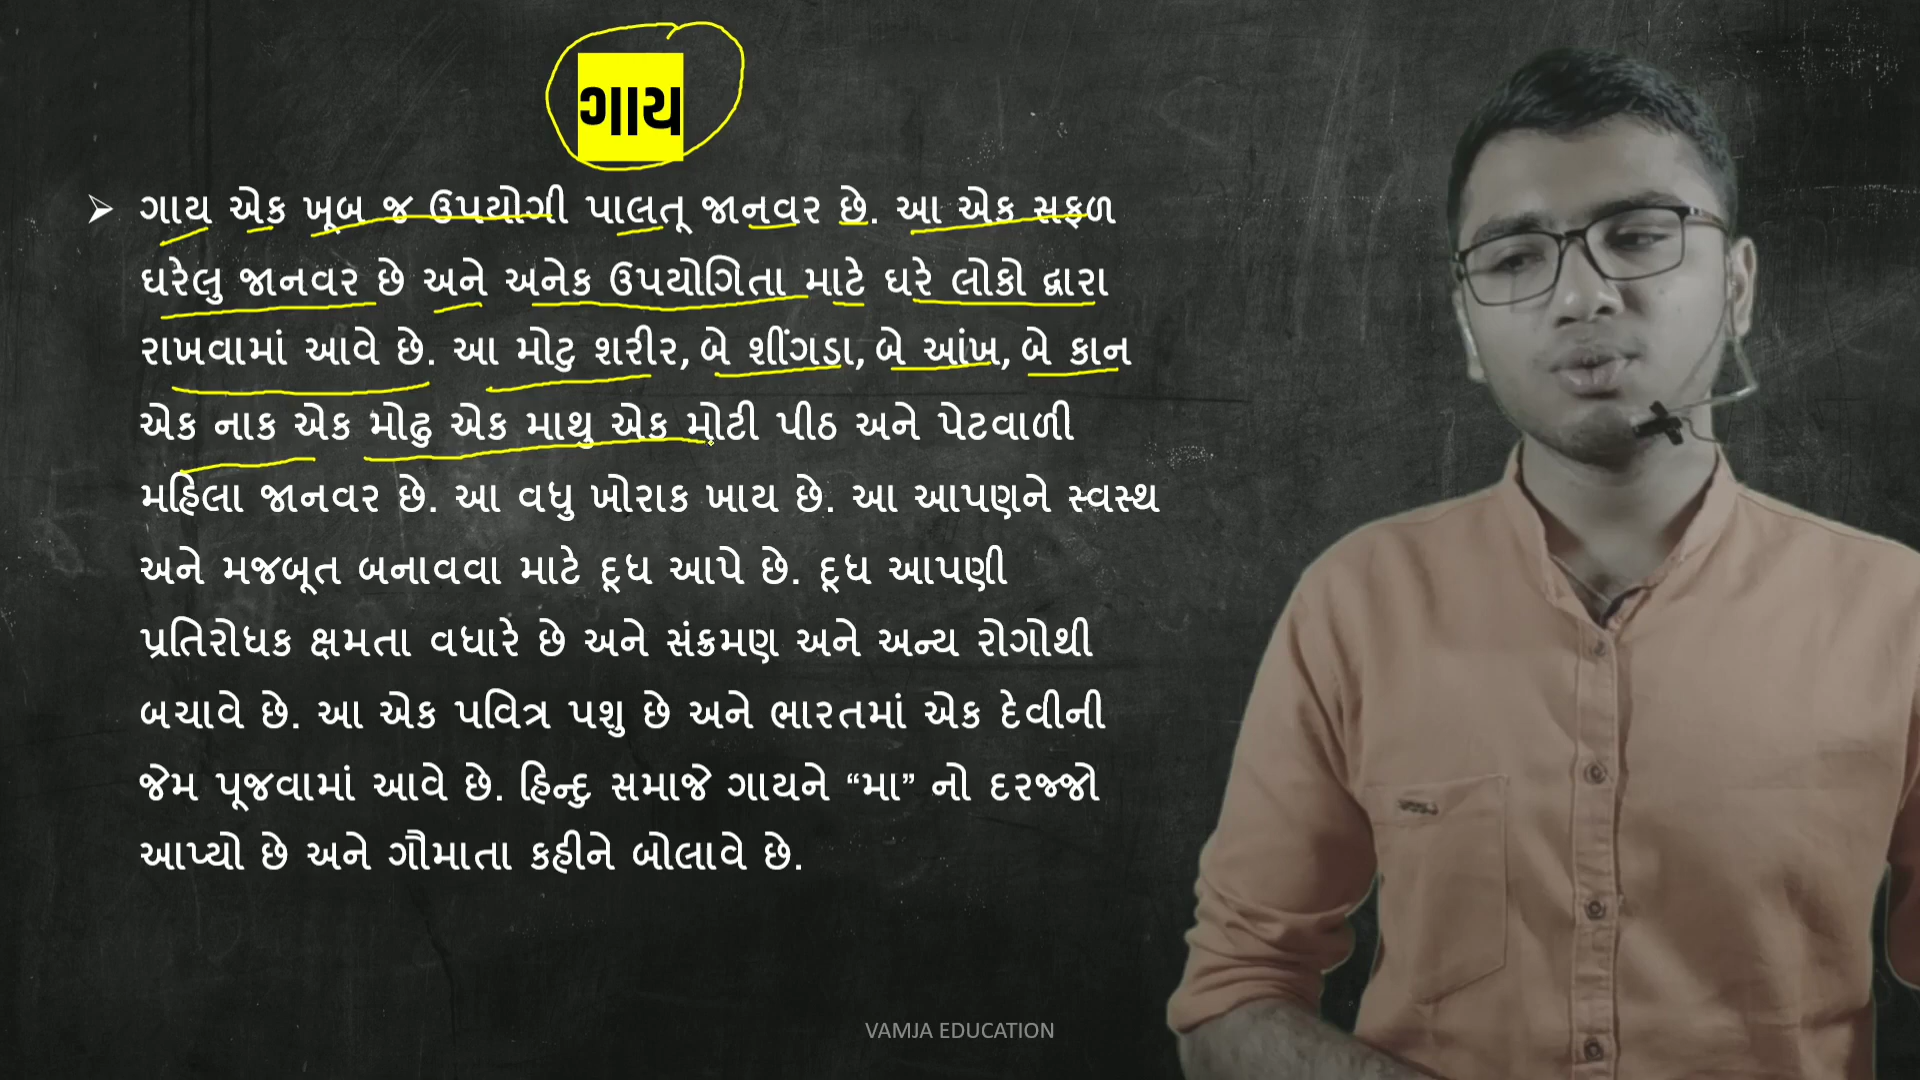 ગાય
➢ ગાય એક ખૂબ જ ઉપયોગી પાલતૂ જાનવર છે. આ એક સફળ
ઘરેલુ જાનવર છે અને અનેક ઉપયોગિતા માટે ઘરે લોકો દ્વારા
રાખવામાં આવે છે. આ મોટુ શરીર, બે શીંગડા, બે આંખ, બે કાન
એક નાક એક મોઢુ એક માથુ એક મોટી પીઠ અને પેટવાળી
મહિલા જાનવર છે. આ વધુ ખોરાક ખાય છે. આ આપણને સ્વસ્થ
અને મજબૂત બનાવવા માટે દૂધ આપે છે. દૂધ આપણી
પ્રતિરોધક ક્ષમતા વધારે છે અને સંક્રમણ અને અન્ય રોગોથી
બચાવે છે. આ એક પવિત્ર પશુ છે અને ભારતમાં એક દેવીની
જેમ પૂજવામાં આવે છે. હિન્દુ સમાજે ગાયને “મા” નો દરજ્જો
આપ્યો છે અને ગૌમાતા કહીને બોલાવે છે.
VAMJA EDUCATION